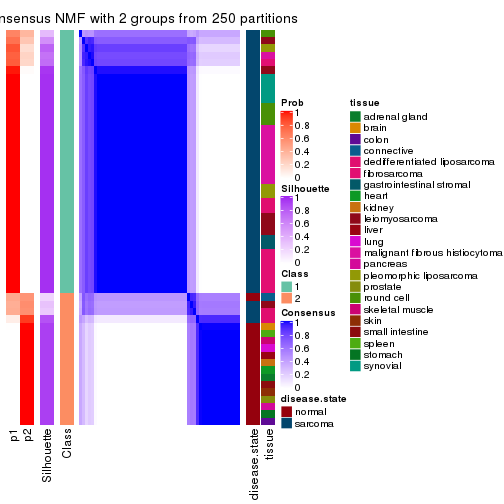 nsensus NMF with 2 groups from 250 partitions
Prob
1
0.8
0.6
0.4
0.2
0
Silhouette
1
0.8
0.6
0.4
0.2
0
Class
1
2
Consensus
1
0.8
0.6
0.4
0.2
0
disease.state
normal
sarcoma
tissue
adrenal gland
brain
colon
connective
dedifferentiated liposarcoma
fibrosarcoma
gastrointestinal stromal
heart
kidney
leiomyosarcoma
liver
lung
malignant fibrous histiocytoma
pancreas
pleomorphic liposarcoma
prostate
round cell
skeletal muscle
skin
small intestine
spleen
stomach
synovial
p1
p2
Silhouette
Class
disease.state
tissue